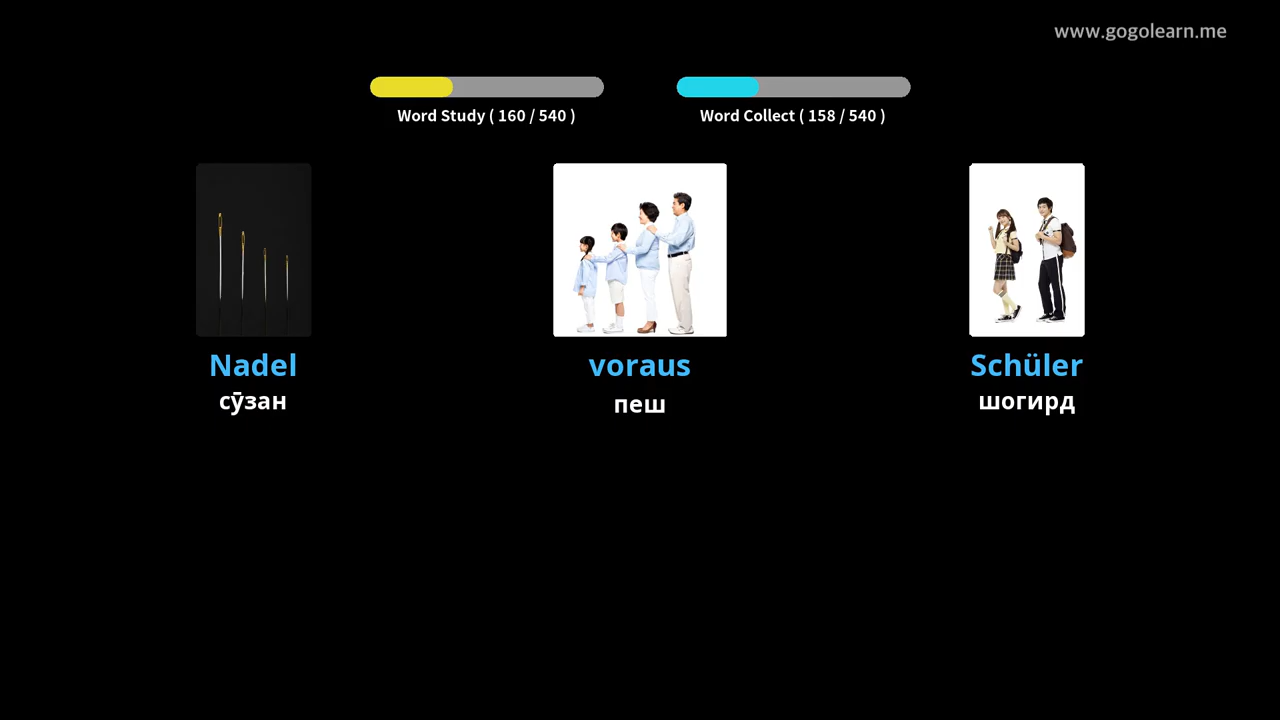 www.gogolearn.me
Word Study ( 160 / 540 )
Word Collect ( 158 / 540 )
Nadel
voraus
Schüler
сӯзан
пеш
шогирд